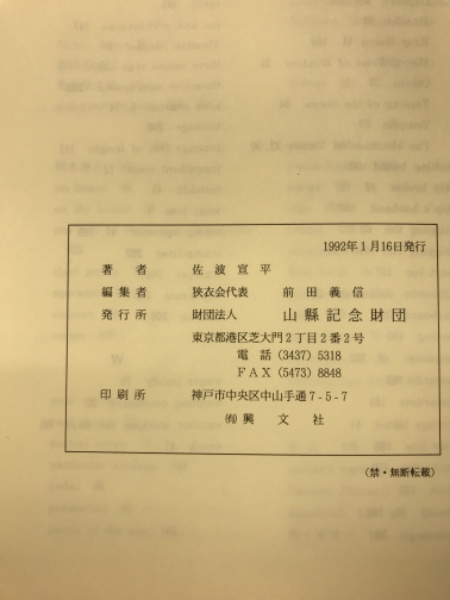 1992年1月16日発行
著者 佐波宣平
編集者 狭衣会代表 前田義信
発行所 財団法人 山縣記念財団
東京都港区芝大門2丁目2番2号
電話 (3437) 5318
FAX (5473) 8848
印刷所 神戸市中央区中山手通7-5-7
㈲ 興文社
(禁・無断転載)